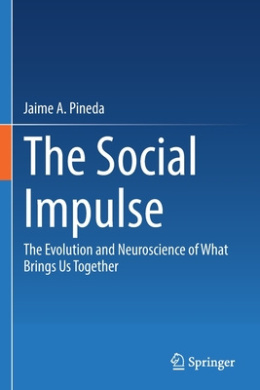 Jaime A. Pineda
The Social
Impulse
The Evolution and Neuroscience of What
Brings Us Together
Springer